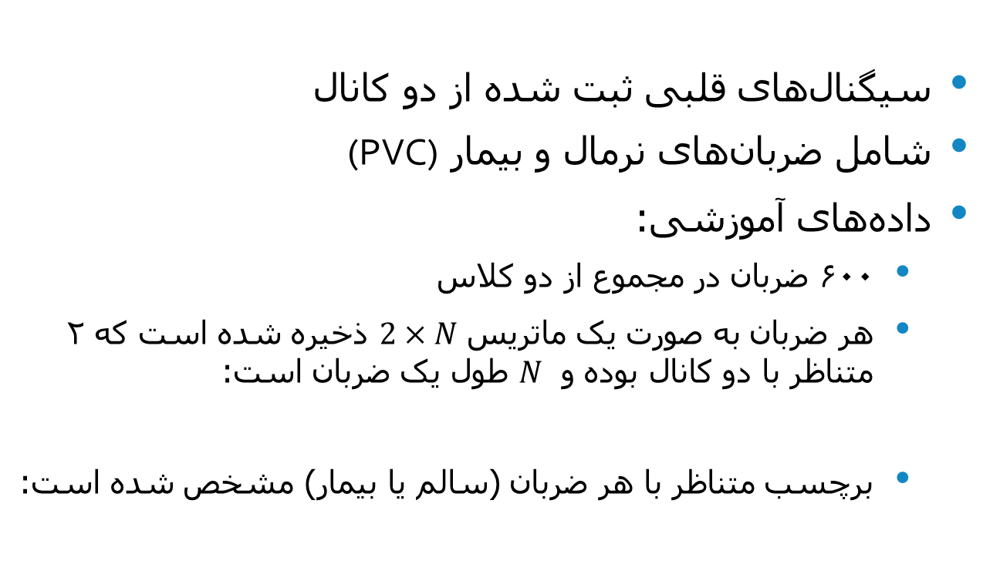 • سیگنال‌های قلبی ثبت شده از دو کانال
• شامل ضربان‌های نرمال و بیمار (PVC)
• داده‌های آموزشی:
• ۶۰۰ ضربان در مجموع از دو کلاس
• هر ضربان به صورت یک ماتریس 2 × N ذخیره شده است که ۲
متناظر با دو کانال بوده و N طول یک ضربان است:
• برچسب متناظر با هر ضربان (سالم یا بیمار) مشخص شده است: